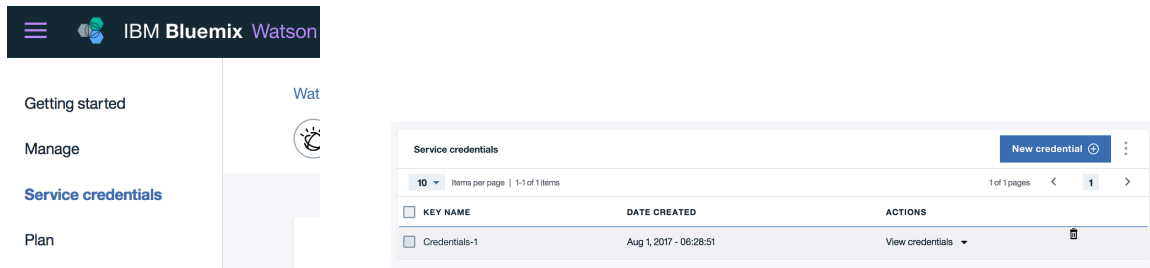 IBM Bluemix Watson
Getting started
Manage
Service credentials
Plan
Wat
Service credentials
New credential
10 Items per page | 1-1 of 1 items
1 of 1 pages 1
KEY NAME DATE CREATED ACTIONS
Credentials-1 Aug 1, 2017 - 06:28:51 View credentials